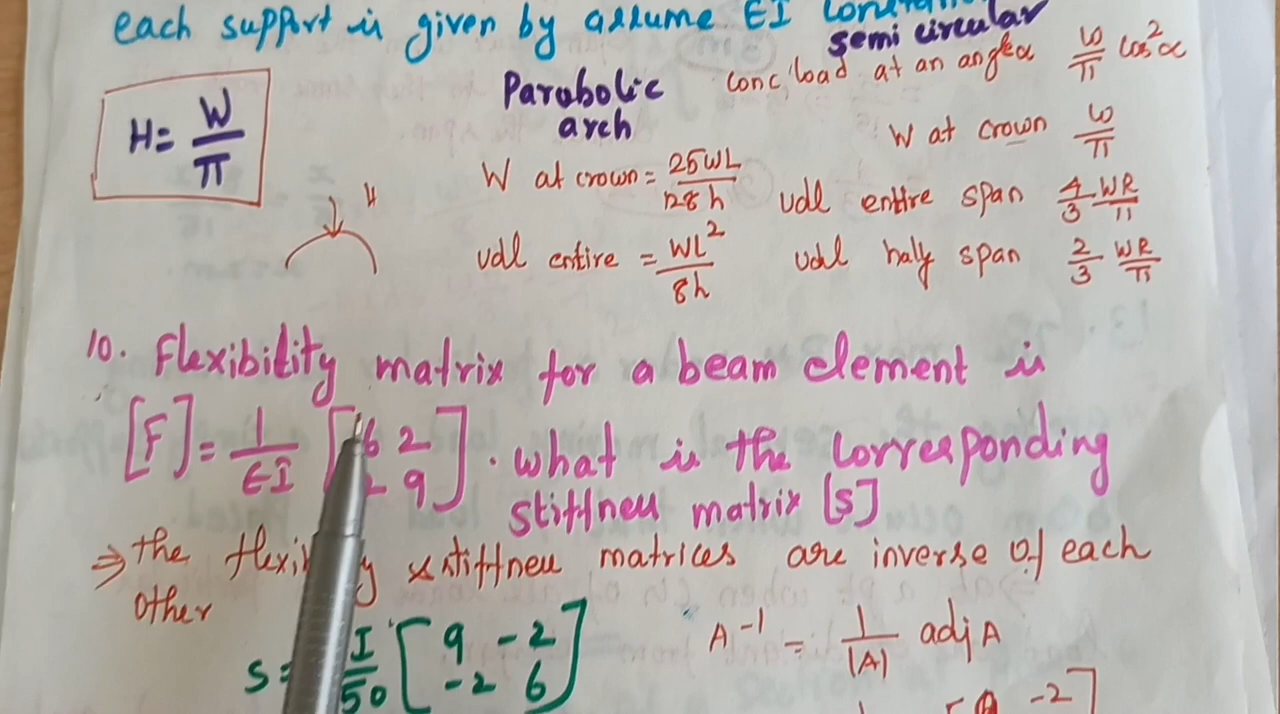 each support is given by assume EI
semi circular
conc load at an angle α ω/π cos²α
H = W/π
Parabolic
arch
W at crown ω/π
W at crown = 25WL/128h
H
udl entire span 4/3 WR/π
udl entire = WL²/8h
udl half span 2/3 WR/π
10. Flexibility matrix for a beam element is
[F] = 1/EI [6 2
9]. what is the corresponding
stiffness matrix [S]
⇒ the & stiffness matrices are inverse of each
other
S = I/50 [9 -2
-2 6]
A⁻¹ = 1/|A| adj A
-2]